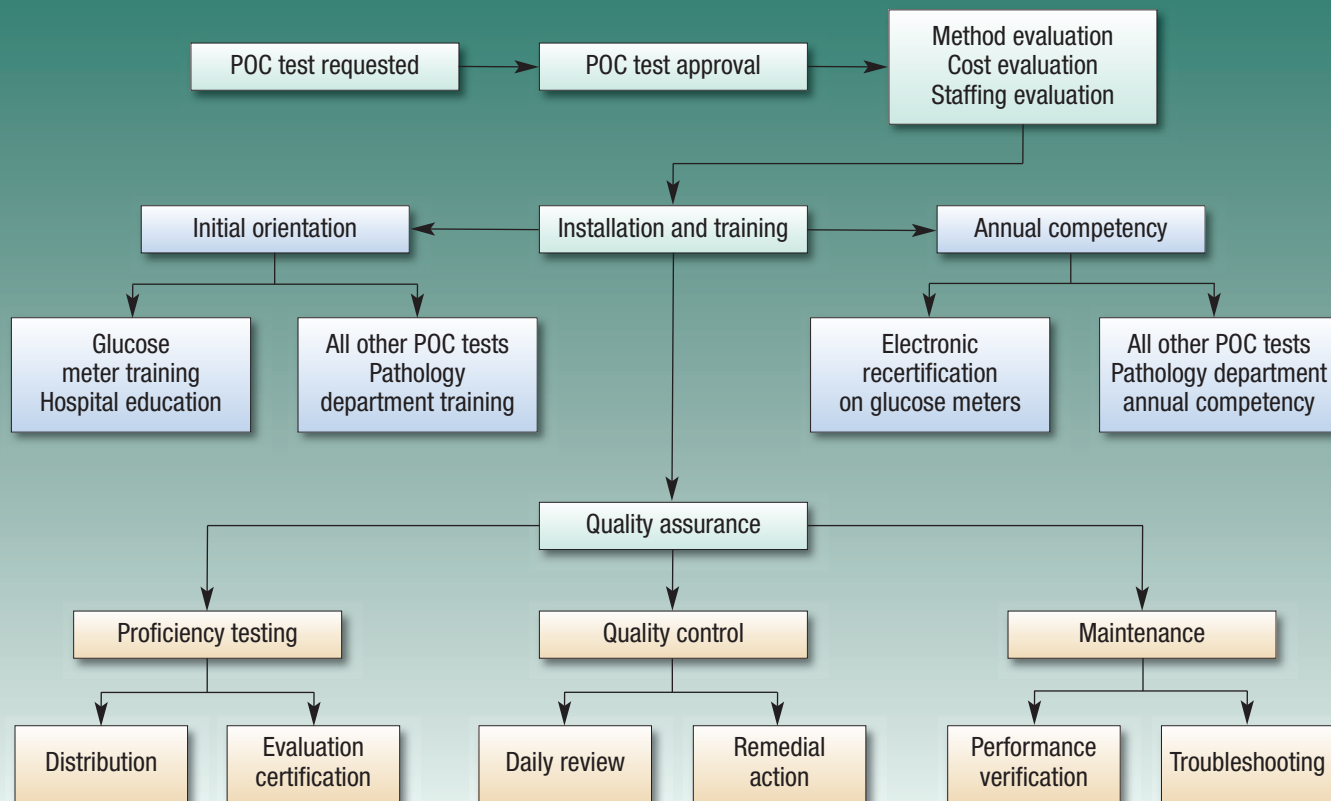 POC test requested
POC test approval
Method evaluation
Cost evaluation
Staffing evaluation
Initial orientation
Installation and training
Annual competency
Glucose
meter training
Hospital education
All other POC tests
Pathology
department training
Electronic
recertification
on glucose meters
All other POC tests
Pathology department
annual competency
Quality assurance
Proficiency testing
Quality control
Maintenance
Distribution
Evaluation
certification
Daily review
Remedial
action
Performance
verification
Troubleshooting